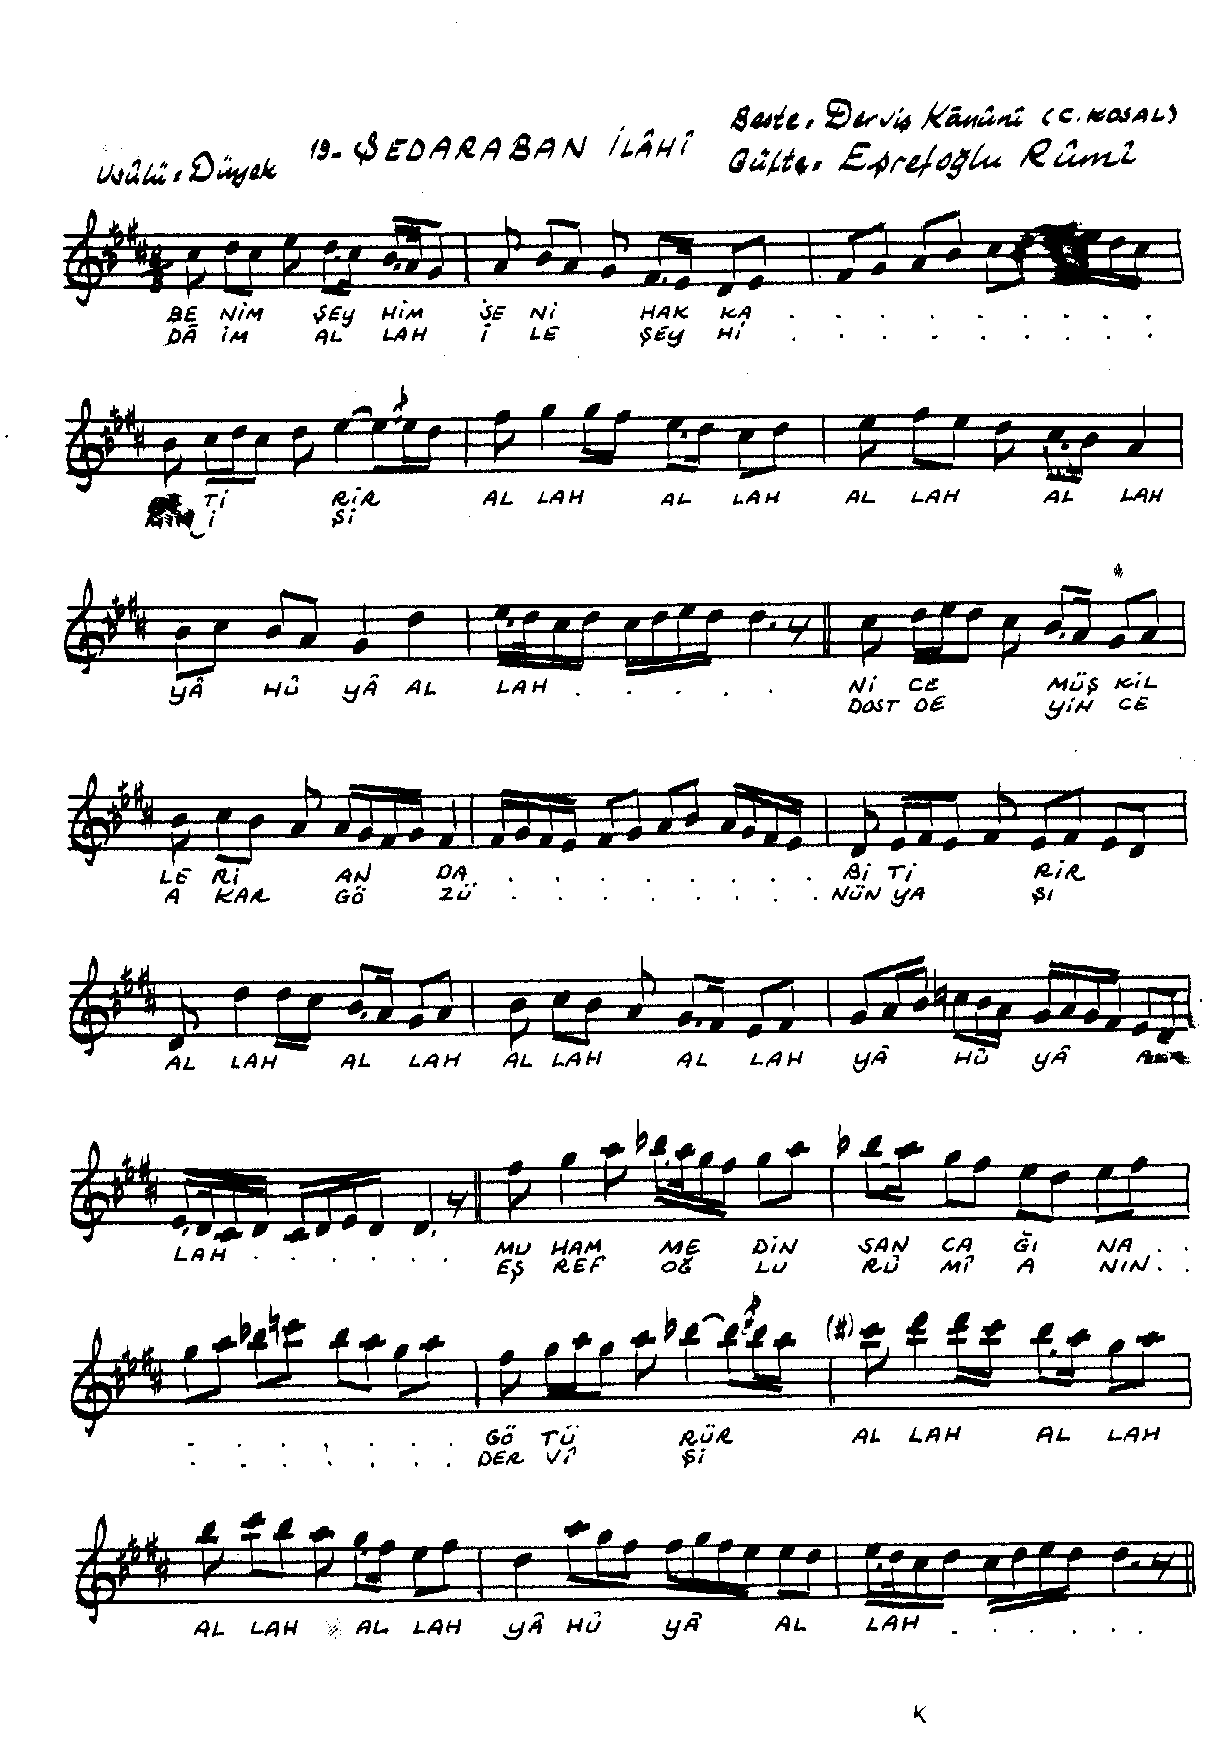 Beste. Derviş Kānûnî (C. KOSAL)
19- ŞEDARABAN İLÂHÎ
Usûlü. Düyek
Güfte. Eşrefoğlu Rûmî
BE NİM ŞEY HİM SE NI HAK KA . . . . . . . .
DÂ İM AL LAH İ LE ŞEY Hİ . . . . . . . .
Tİ RİR AL LAH AL LAH AL LAH AL LAH
İ Şİ
YÂ HÛ YÂ AL LAH . . . . Nİ CE MÜŞ KİL
DOST DE YİN CE
LE Rİ AN DA . . . . . . . . Bİ Tİ RİR
A KAR GÖ ZÜ . . . . . . . . NÜN YA ŞI
AL LAH AL LAH AL LAH AL LAH YÂ HÛ YÂ
LAH . . . . . MU HAM ME DİN SAN CA ĞI NA . .
EŞ REF OĞ LU RÛ MÎ A NIN . .
. . . . . . GÖ TÜ RÜR AL LAH AL LAH
. . . . . . DER VÎ Şİ
AL LAH AL LAH YÂ HÛ YÂ AL LAH . . . . .
K